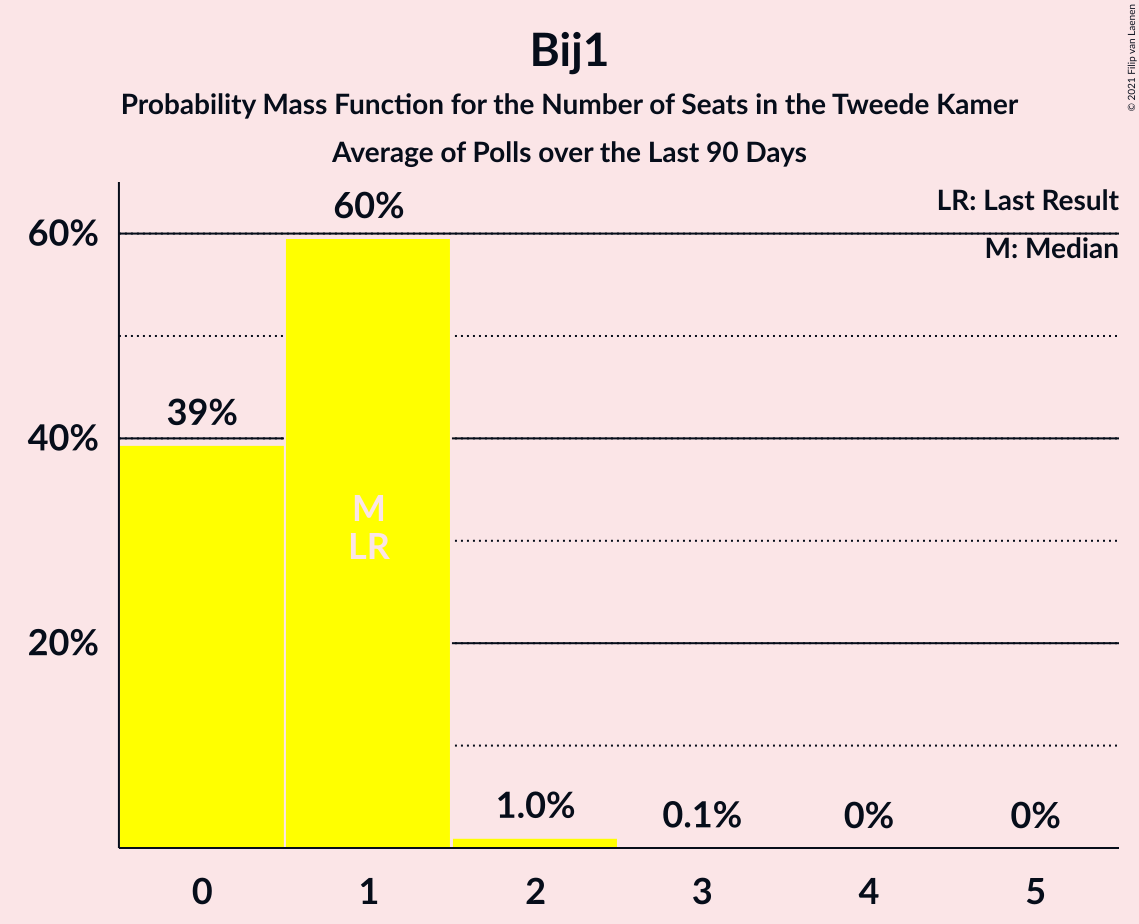 Bij1
Probability Mass Function for the Number of Seats in the Tweede Kamer
Average of Polls over the Last 90 Days
© 2021 Filip van Laenen
LR: Last Result
M: Median
60%
40%
20%
39%
60%
M
LR
1.0%
0.1%
0%
0%
0 1 2 3 4 5